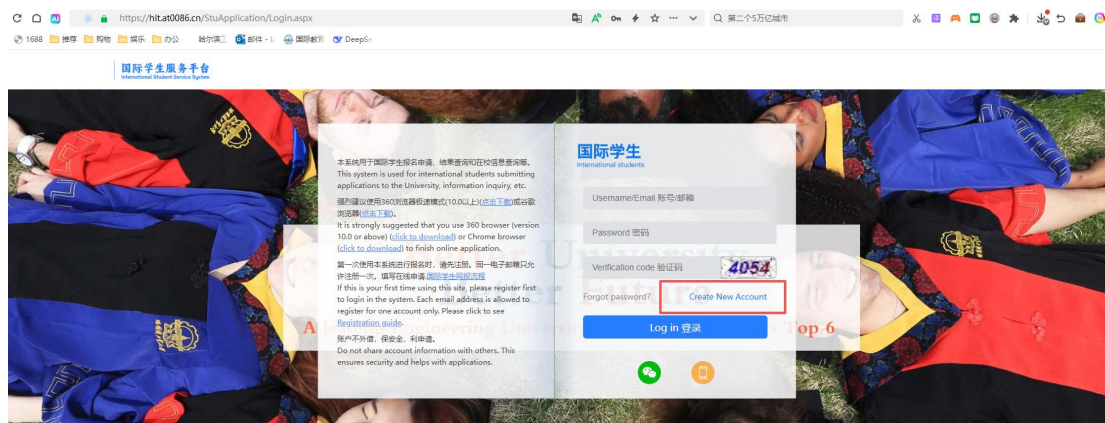 https://hit.at0086.cn/StuApplication/Login.aspx
第二个5万亿城市
1688 推荐 购物 娱乐 办公 哈尔滨工 邮件 - 国际教育 DeepSe
国际学生服务平台
International Student Service System
本系统用于国际学生报名申请、结果查询和在校信息查询等。
This system is used for international students submitting
applications to the University, information inquiry, etc.
强烈建议使用360浏览器极速模式(10.0以上)(点击下载)或谷歌
浏览器(点击下载)。
It is strongly suggested that you use 360 browser (version
10.0 or above) (click to download) or Chrome browser
(click to download) to finish online application.
第一次使用本系统进行报名时，请先注册。同一电子邮箱只允
许注册一次。填写在线申请,国际学生网报流程
If this is your first time using this site, please register first
to login in the system. Each email address is allowed to
register for one account only. Please click to see
Registration guide.
账户不外借，保安全，利申请。
Do not share account information with others. This
ensures security and helps with applications.
国际学生
International students
Username/Email 账号/邮箱
Password 密码
Verification code 验证码
4054
Forgot password?
Create New Account
Log in 登录
University
er Future
A
Engineering Univers
s Top 6